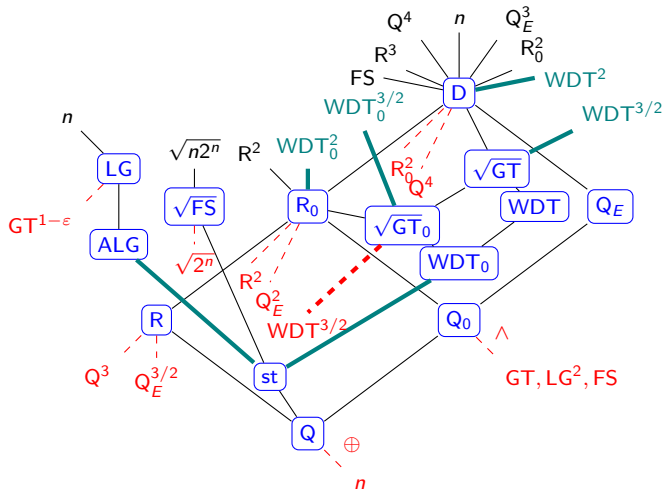 Q^4
n
Q_E^3
R^3
R_0^2
FS
WDT^2
D
WDT_0^{3/2}
WDT^{3/2}
n
√n2^n
R^2
WDT_0^2
R_0^2
Q^4
√GT
LG
GT^{1−ε}
√FS
R_0
√GT_0
WDT
Q_E
ALG
√2^n
R^2
Q_E^2
WDT_0
WDT^{3/2}
R
Q_0
∧
Q^3
Q_E^{3/2}
st
GT, LG^2, FS
Q
⊕
n